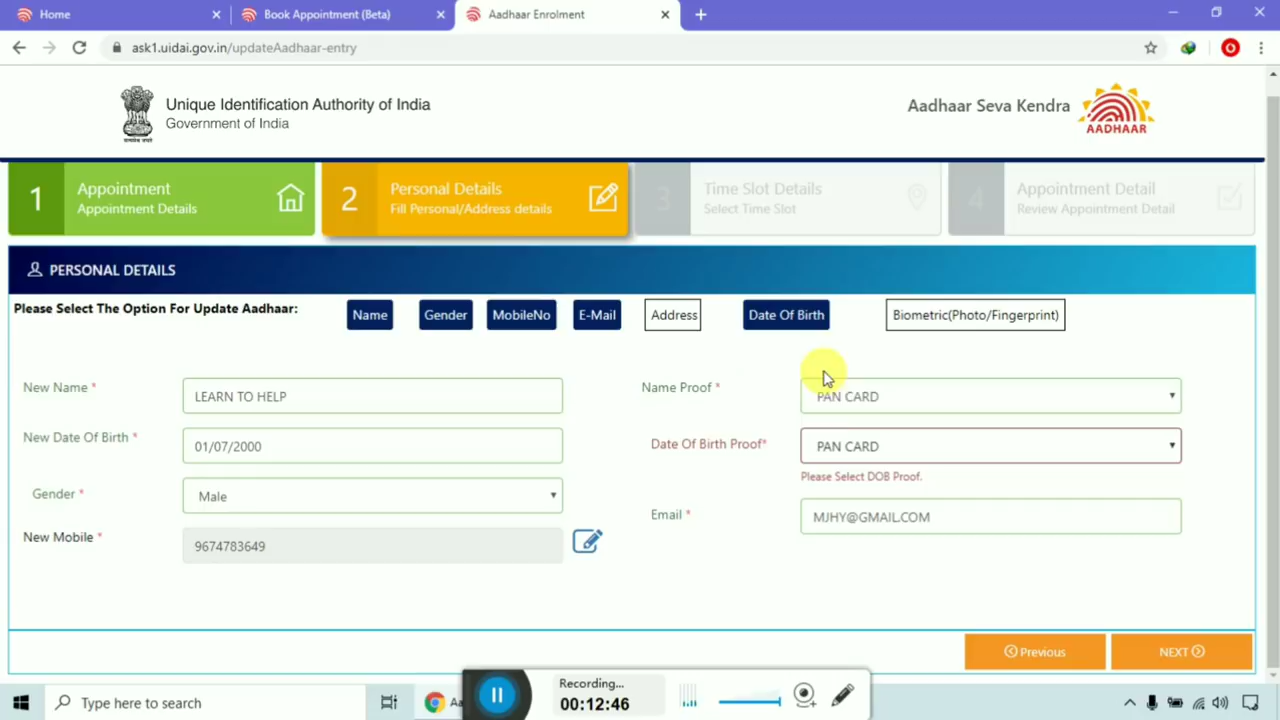 Home
Book Appointment (Beta)
Aadhaar Enrolment
ask1.uidai.gov.in/updateAadhaar-entry
Unique Identification Authority of India
Government of India
Aadhaar Seva Kendra
AADHAAR
1
Appointment
Appointment Details
2
Personal Details
Fill Personal/Address details
3
Time Slot Details
Select Time Slot
4
Appointment Detail
Review Appointment Detail
PERSONAL DETAILS
Please Select The Option For Update Aadhaar:
Name
Gender
MobileNo
E-Mail
Address
Date Of Birth
Biometric(Photo/Fingerprint)
New Name *
LEARN TO HELP
Name Proof *
PAN CARD
New Date Of Birth *
01/07/2000
Date Of Birth Proof*
PAN CARD
Please Select DOB Proof.
Gender *
Male
Email *
MJHY@GMAIL.COM
New Mobile *
9674783649
Previous
NEXT
Type here to search
Recording...
00:12:46